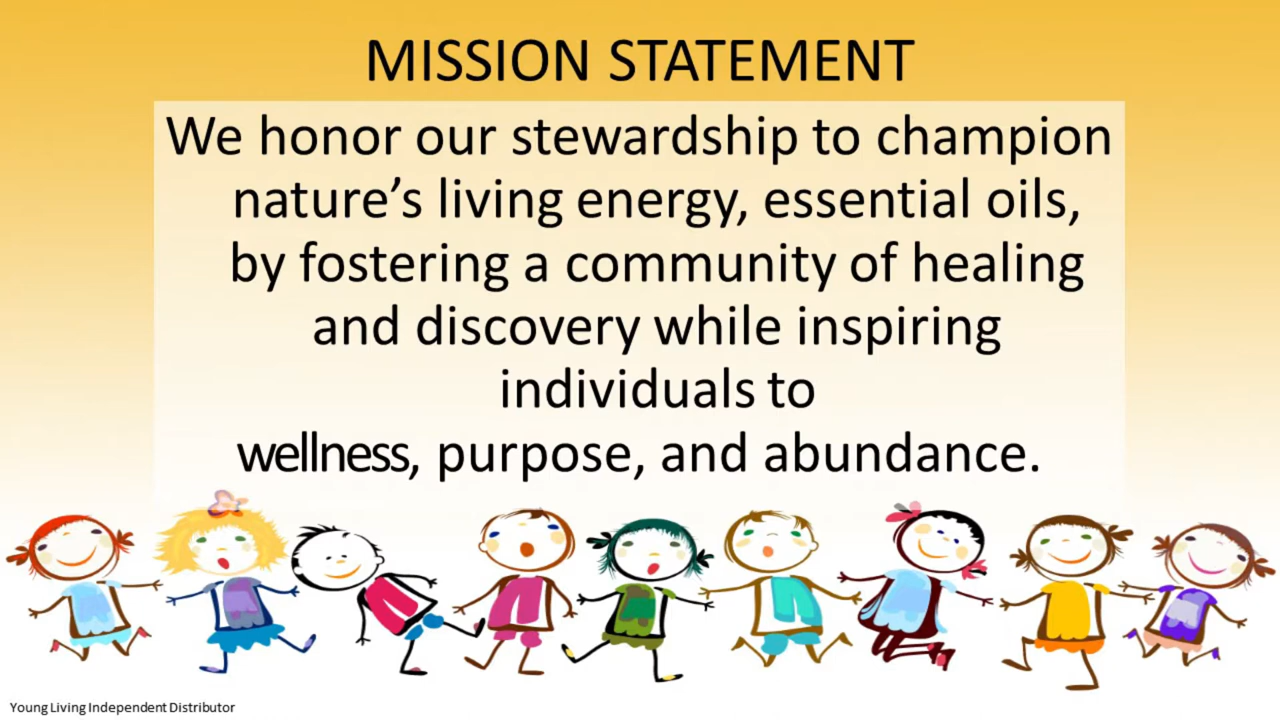 MISSION STATEMENT
We honor our stewardship to champion
nature’s living energy, essential oils,
by fostering a community of healing
and discovery while inspiring
individuals to
wellness, purpose, and abundance.
Young Living Independent Distributor